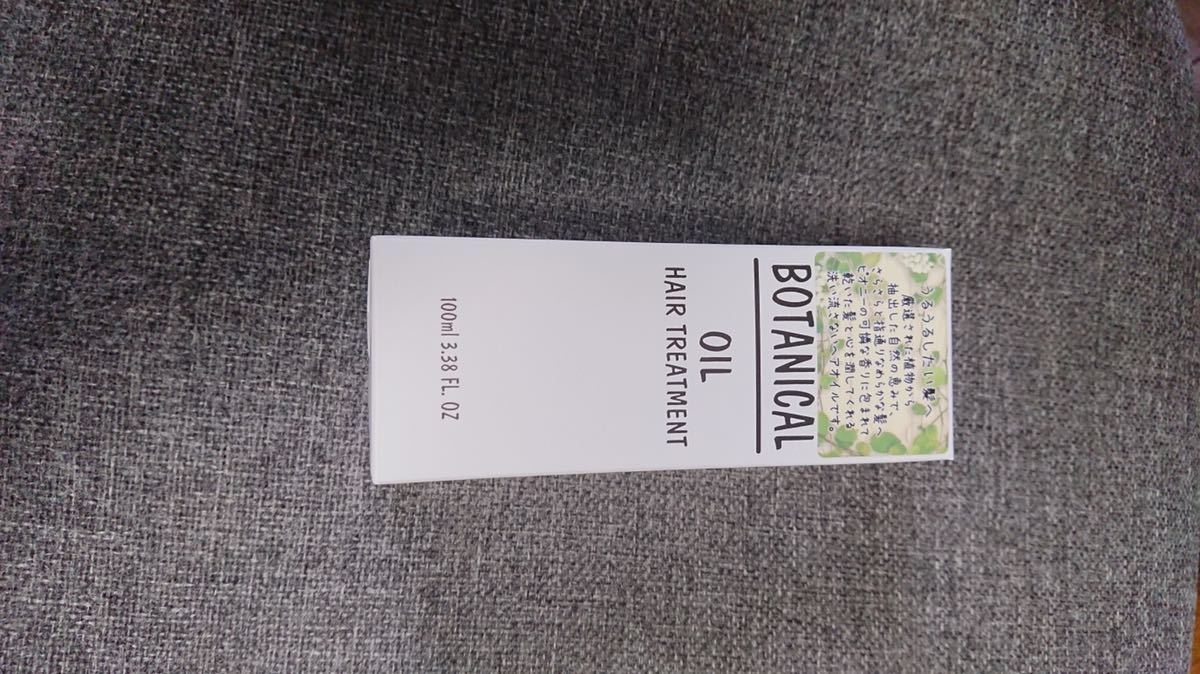 うるうるしたい髪へ
厳選された植物から
抽出した自然の恵みで、
さらさらと指通りなめらかな髪へ
ピオニーの可憐な香りに包まれて
乾いた髪と心を潤してくれる
洗い流さないヘアオイルです。
BOTANICAL
OIL
HAIR TREATMENT
100ml 3.38 FL. OZ